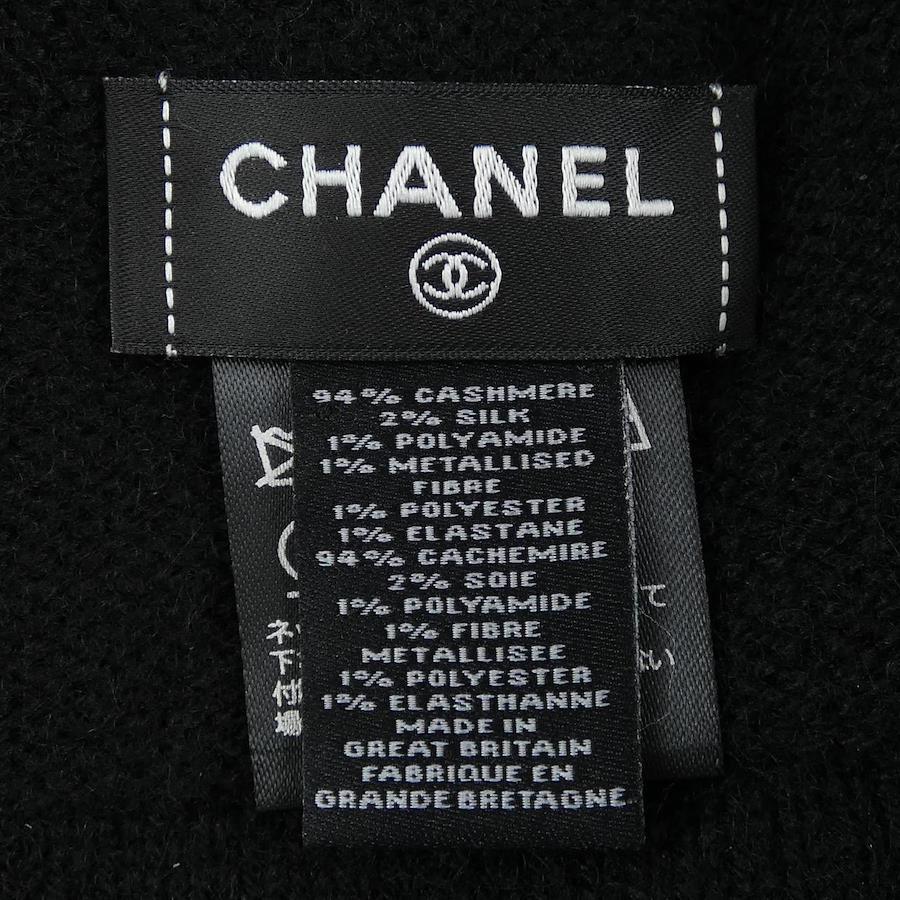 CHANEL
94% CASHMERE
2% SILK
1% POLYAMIDE
1% METALLISED
FIBRE
1% POLYESTER
1% ELASTANE
94% CACHEMIRE
2% SOIE
1% POLYAMIDE
1% FIBRE
METALLISEE
1% POLYESTER
1% ELASTHANNE
MADE IN
GREAT BRITAIN
FABRIQUE EN
GRANDE BRETAGNE